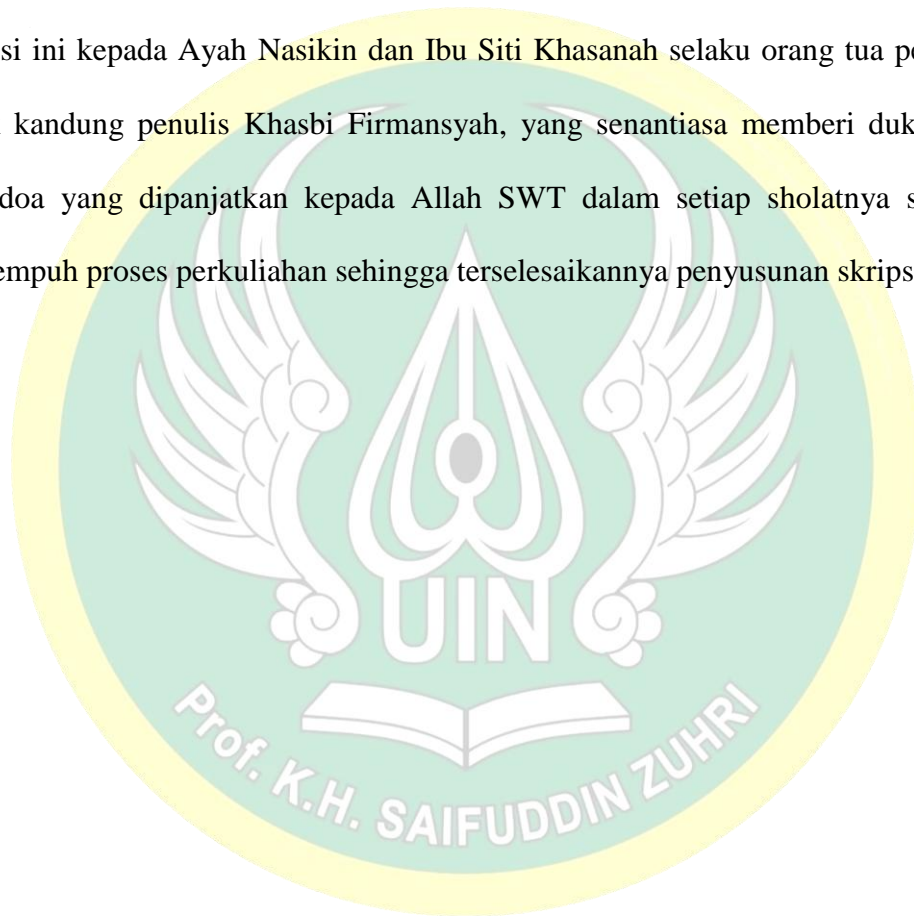 si ini kepada Ayah Nasikin dan Ibu Siti Khasanah selaku orang tua
kandung penulis Khasbi Firmansyah, yang senantiasa memberi
doa yang dipanjatkan kepada Allah SWT dalam setiap sholatnya
empuh proses perkuliahan sehingga terselesaikannya penyusunan skrips
UIN
Prof. K.H. SAIFUDDIN ZUHRI